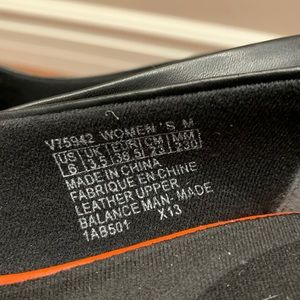 V75942 WOMEN'S M
US UK EUR CM MM
6 3.5 36.5 23 230
MADE IN CHINA
FABRIQUE EN CHINE
LEATHER UPPER
BALANCE MAN-MADE
1AB501 X13